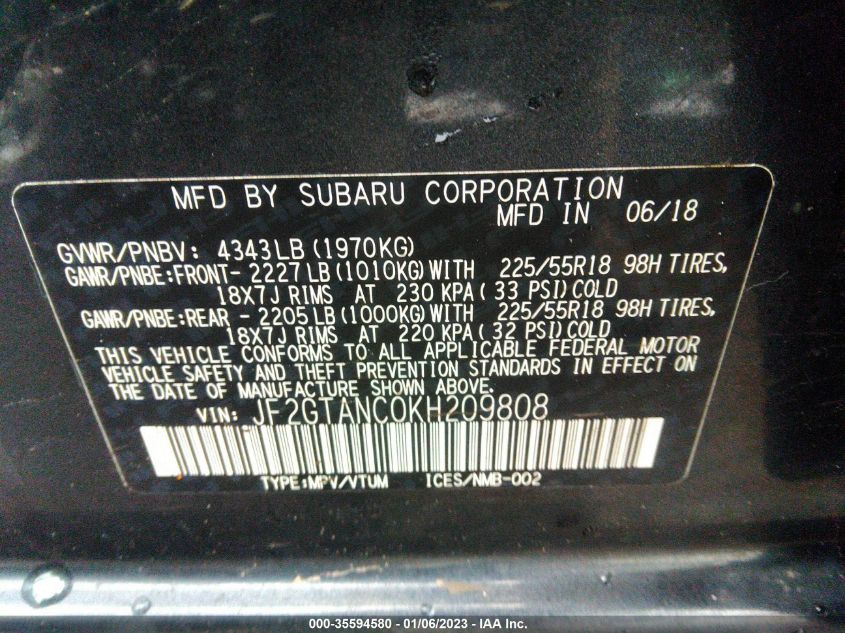 MFD BY SUBARU CORPORATION
MFD IN 06/18
GVWR/PNBV: 4343LB (1970KG)
GAWR/PNBE:FRONT- 2227LB(1010KG)WITH 225/55R18 98H TIRES,
18X7J RIMS AT 230 KPA( 33 PSI)COLD
GAWR/PNBE:REAR - 2205LB(1000KG)WITH 225/55R18 98H TIRES,
18X7J RIMS AT 220 KPA( 32 PSI)COLD
THIS VEHICLE CONFORMS TO ALL APPLICABLE FEDERAL MOTOR
VEHICLE SAFETY AND THEFT PREVENTION STANDARDS IN EFFECT ON
THE DATE OF MANUFACTURE SHOWN ABOVE.
VIN: JF2GTANC0KH209808
TYPE:MPV/VTUM ICES/NMB-002
000-35594580 - 01/06/2023 - IAA Inc.